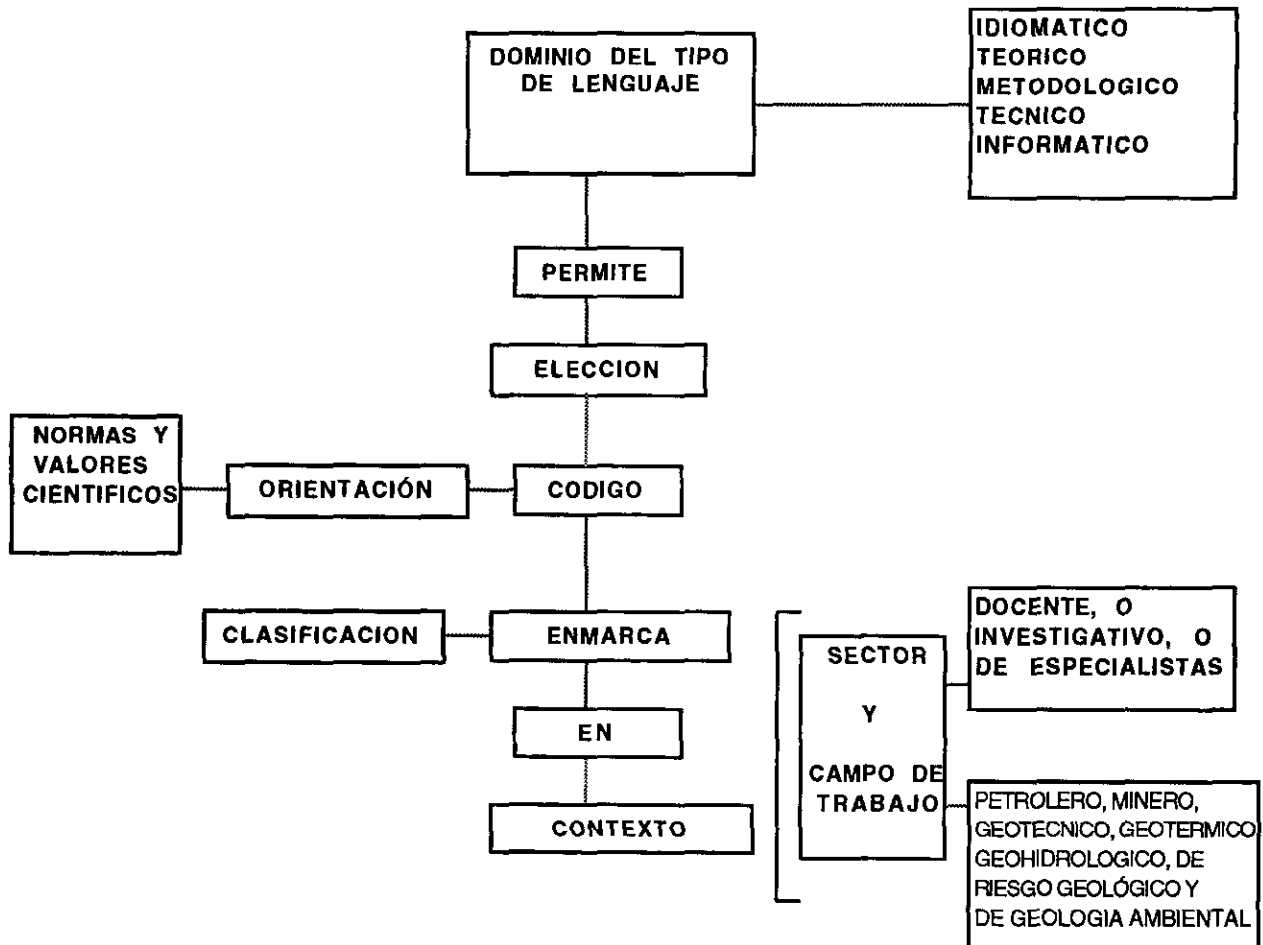 DOMINIO DEL TIPO
DE LENGUAJE
IDIOMATICO
TEORICO
METODOLOGICO
TECNICO
INFORMATICO
PERMITE
ELECCION
NORMAS Y
VALORES
CIENTIFICOS
ORIENTACIÓN
CODIGO
CLASIFICACION
ENMARCA
EN
CONTEXTO
SECTOR
Y
CAMPO DE
TRABAJO
DOCENTE, O
INVESTIGATIVO, O
DE ESPECIALISTAS
PETROLERO, MINERO,
GEOTECNICO, GEOTERMICO
GEOHIDROLOGICO, DE
RIESGO GEOLÓGICO Y
DE GEOLOGIA AMBIENTAL